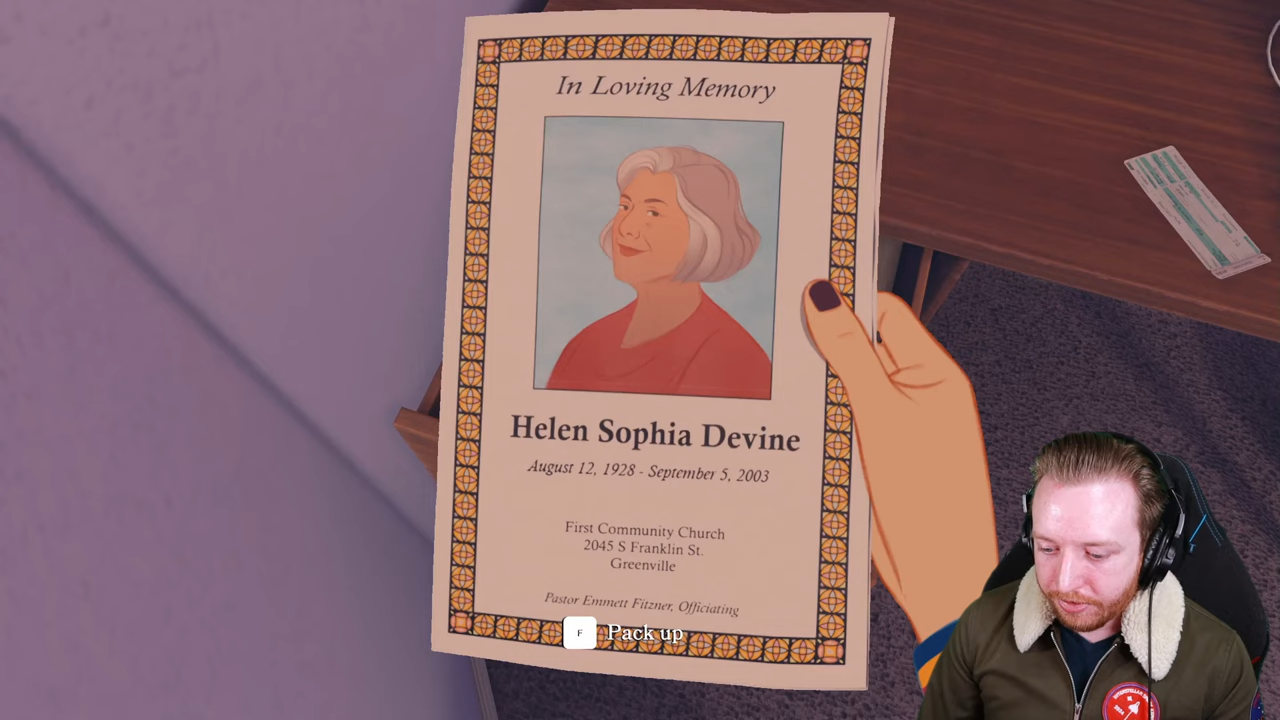 In Loving Memory
Helen Sophia Devine
August 12, 1928 - September 5, 2003
First Community Church
2045 S Franklin St.
Greenville
Pastor Emmett Fitzner, Officiating
F Pack up